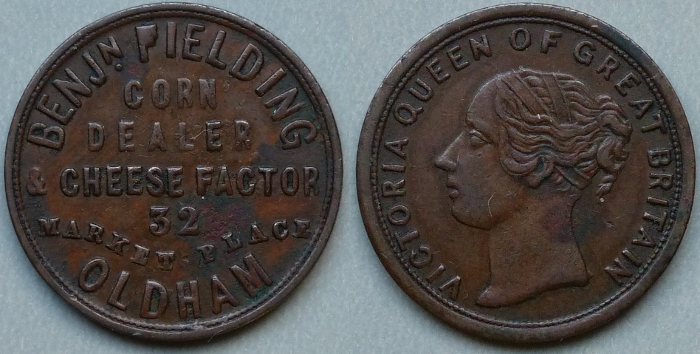 BENJN FIELDING
CORN
DEALER
& CHEESE FACTOR
32
MARKET PLACE
OLDHAM
VICTORIA QUEEN OF GREAT BRITAIN